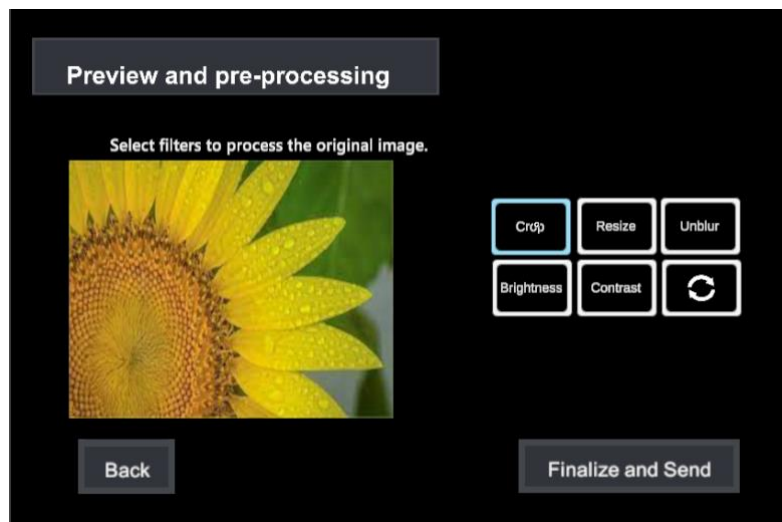 Preview and pre-processing
Select filters to process the original image.
Crop Resize Unblur
Brightness Contrast
Back Finalize and Send